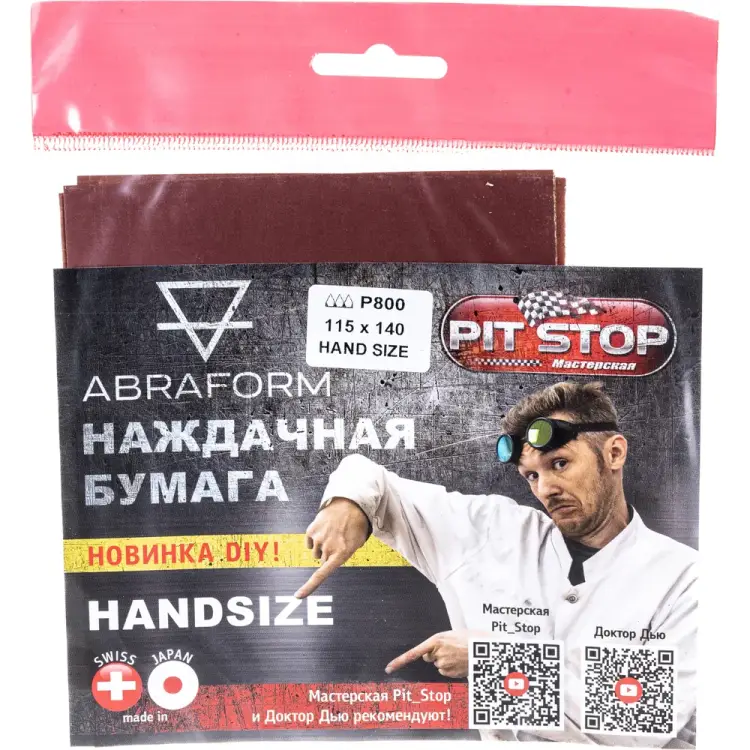 P800
115 x 140
HAND SIZE
PIT STOP
Мастерская
ABRAFORM
НАЖДАЧНАЯ
БУМАГА
НОВИНКА DIY!
HANDSIZE
SWISS JAPAN
made in
Мастерская
Pit_Stop
Доктор Дью
Мастерская Pit_Stop
и Доктор Дью рекомендуют!